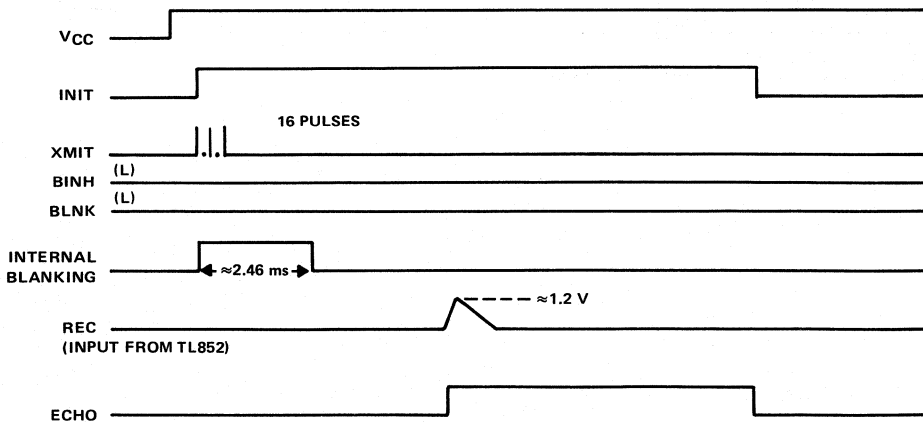 VCC
INIT
16 PULSES
XMIT
(L)
BINH
(L)
BLNK
INTERNAL
BLANKING
≈2.46 ms
≈1.2 V
REC
(INPUT FROM TL852)
ECHO